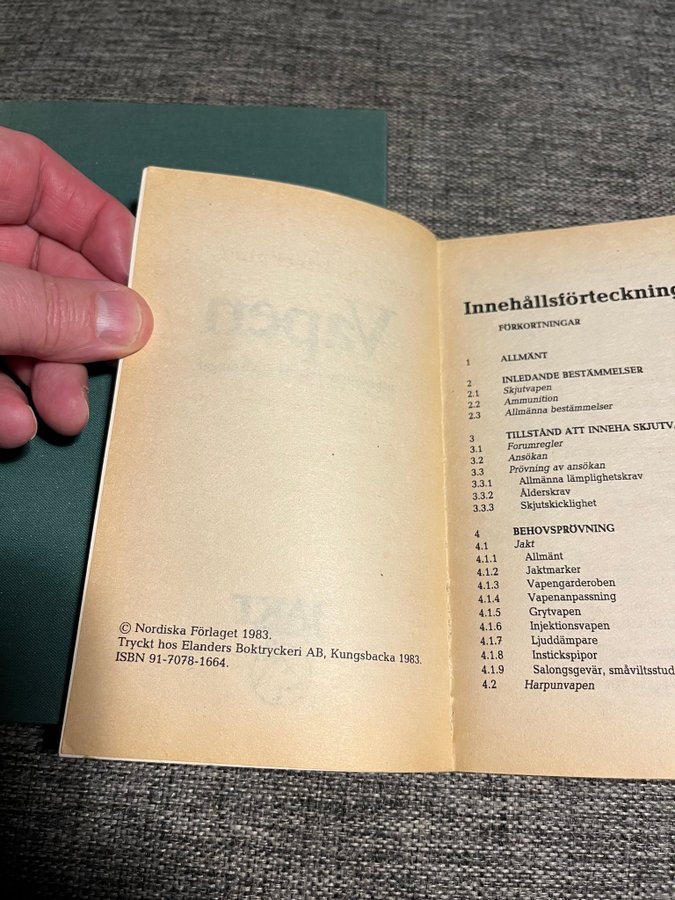 © Nordiska Förlaget 1983.
Tryckt hos Elanders Boktryckeri AB, Kungsbacka 1983.
ISBN 91-7078-1664.
Innehållsförteckning
FÖRKORTNINGAR
1 ALLMÄNT
2 INLEDANDE BESTÄMMELSER
2.1 Skjutvapen
2.2 Ammunition
2.3 Allmänna bestämmelser
3 TILLSTÅND ATT INNEHA SKJUTVA
3.1 Forumregler
3.2 Ansökan
3.3 Prövning av ansökan
3.3.1 Allmänna lämplighetskrav
3.3.2 Ålderskrav
3.3.3 Skjutskicklighet
4 BEHOVSPRÖVNING
4.1 Jakt
4.1.1 Allmänt
4.1.2 Jaktmarker
4.1.3 Vapengarderoben
4.1.4 Vapenanpassning
4.1.5 Grytvapen
4.1.6 Injektionsvapen
4.1.7 Ljuddämpare
4.1.8 Instickspipor
4.1.9 Salongsgevär, småviltsstud
4.2 Harpunvapen
Vapen